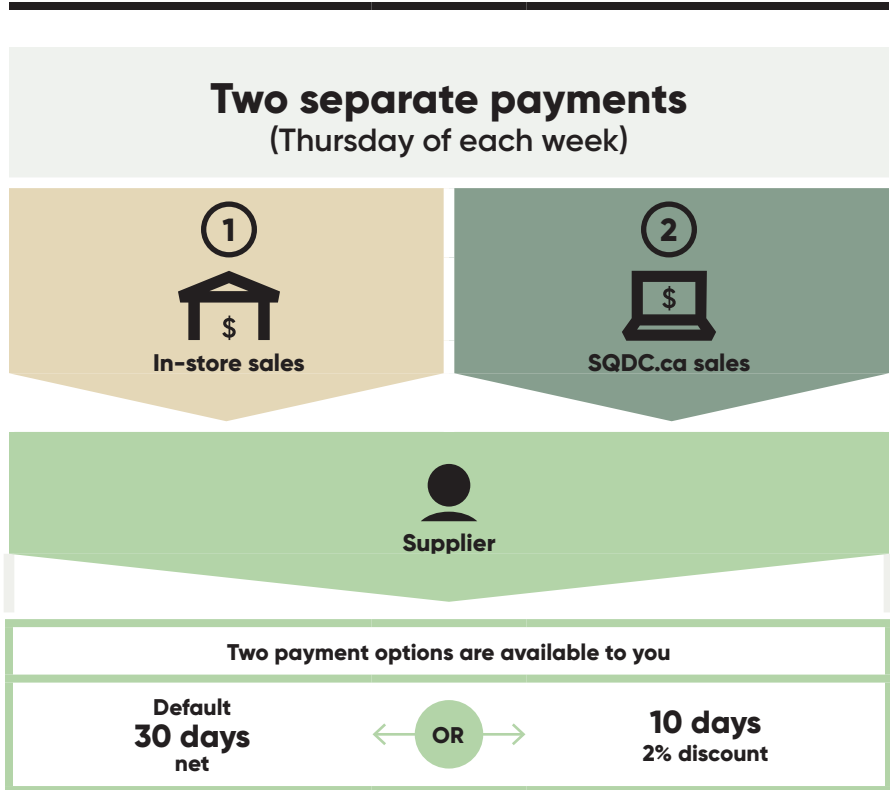 Two separate payments
(Thursday of each week)
1
$
In-store sales
2
$
SQDC.ca sales
Supplier
Two payment options are available to you
Default
30 days
net
OR
10 days
2% discount